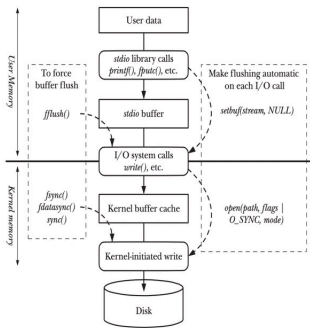 User data
stdio library calls
printf(), fputc(), etc.
To force
buffer flush
Make flushing automatic
on each I/O call
fflush()
stdio buffer
setbuf(stream, NULL)
User Memory
I/O system calls
write(), etc.
Kernel memory
fsync()
fdatasync()
sync()
Kernel buffer cache
open(path, flags |
O_SYNC, mode)
Kernel-initiated write
Disk